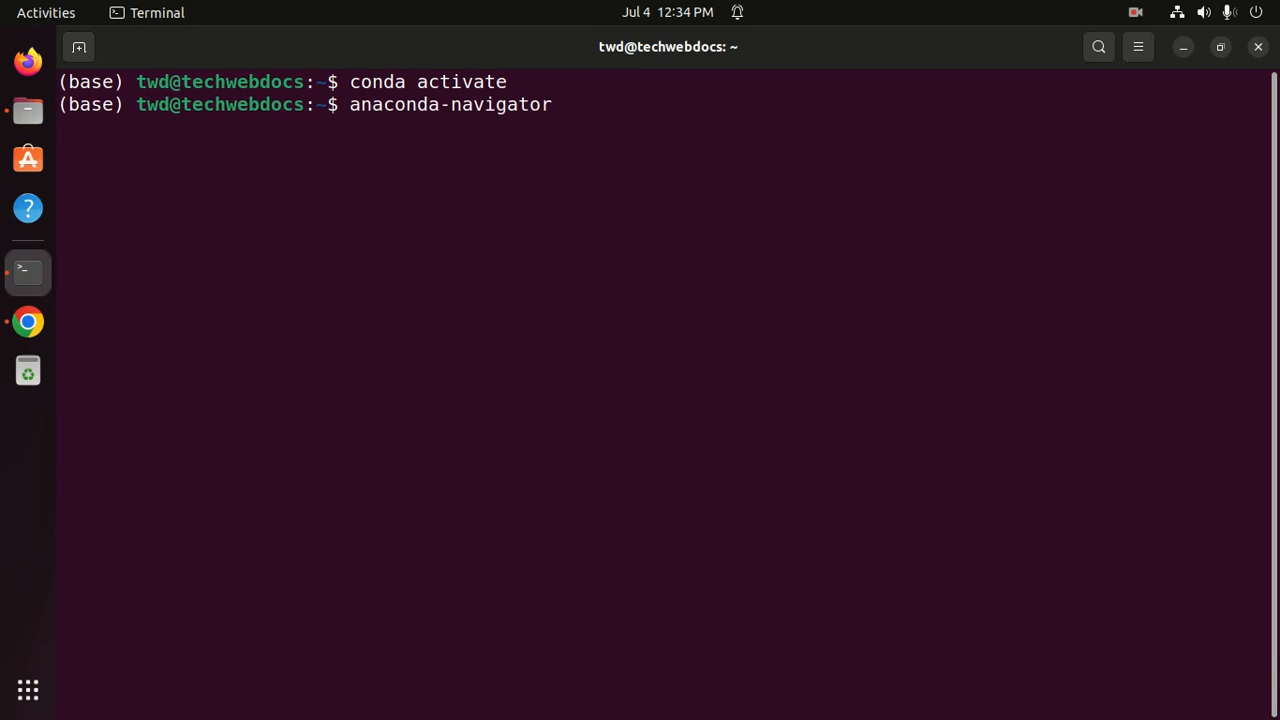 Activities Terminal Jul 4 12:34 PM
twd@techwebdocs: ~
(base) twd@techwebdocs:~$ conda activate
(base) twd@techwebdocs:~$ anaconda-navigator